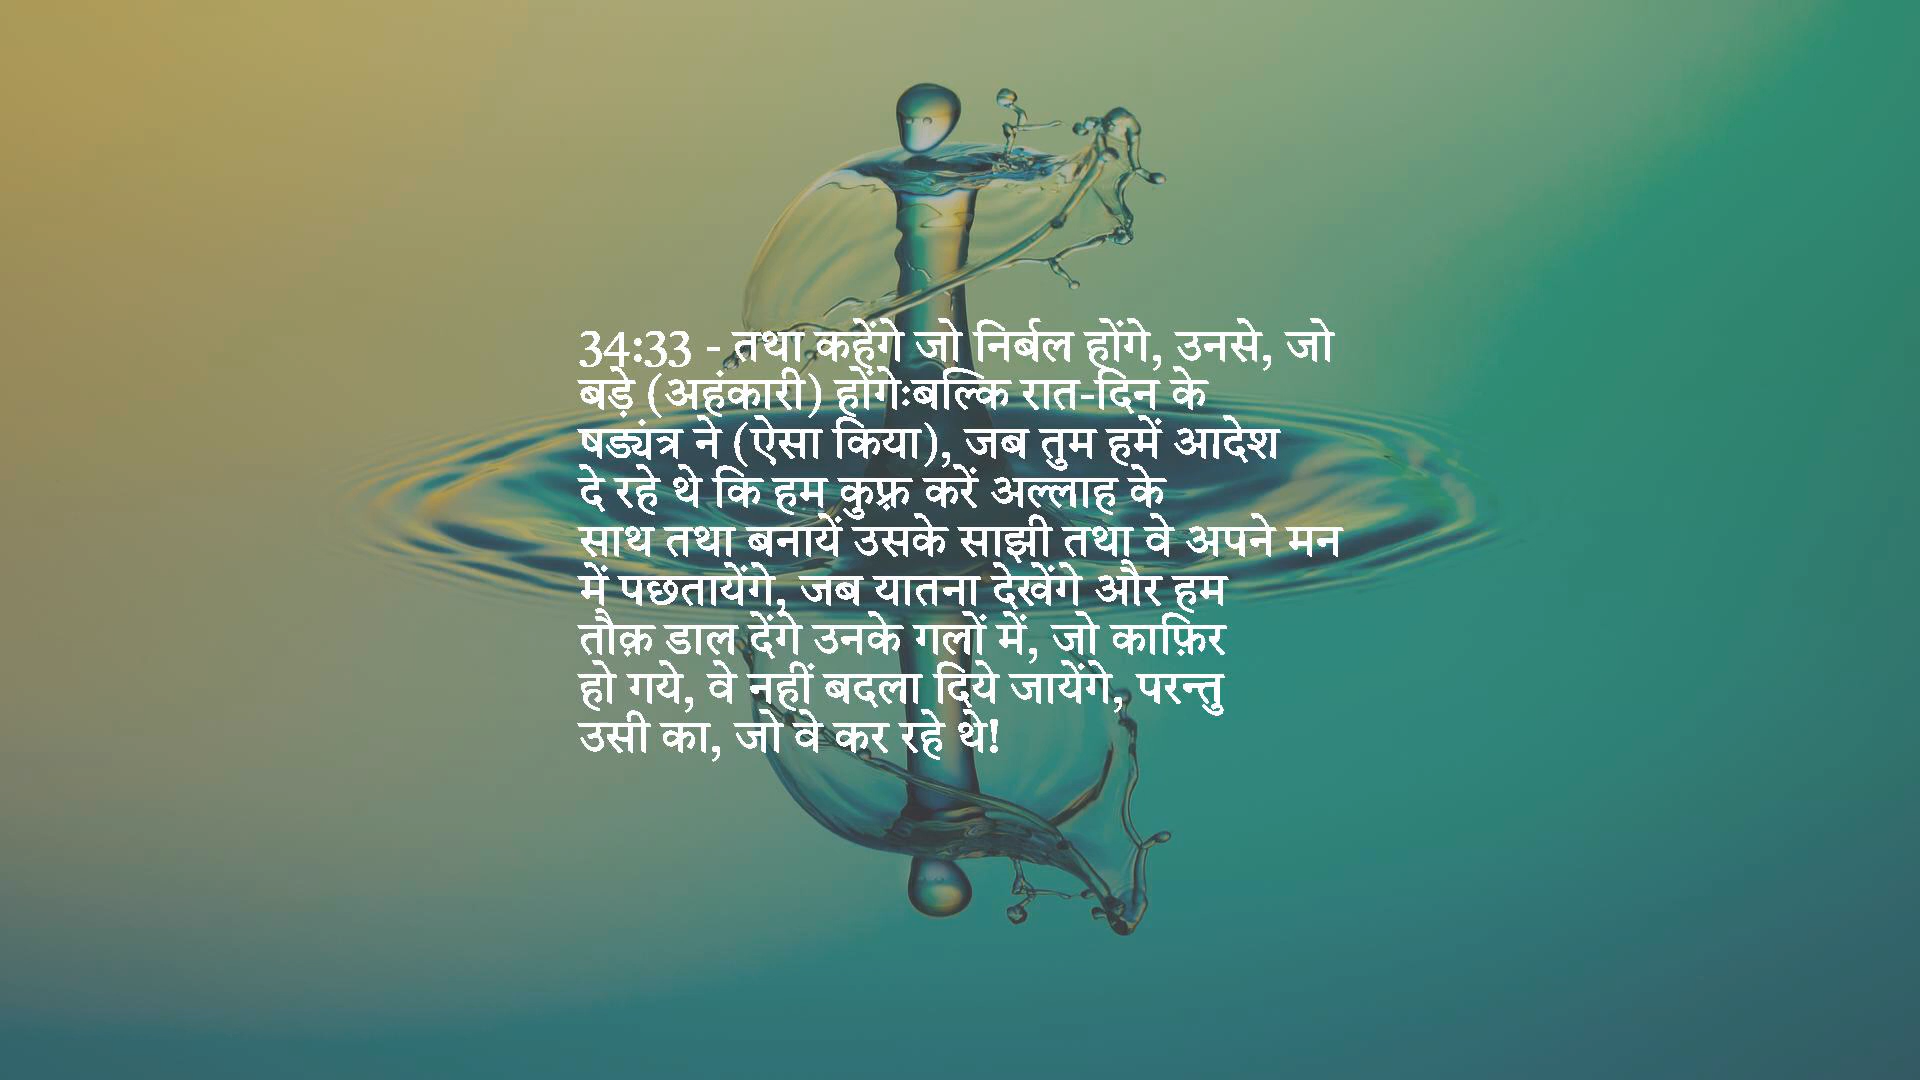 34:33 - तथा कहेंगे जो निर्बल होंगे, उनसे, जो
बड़े (अहंकारी) होंगेःबल्कि रात-दिन के
षड्यंत्र ने (ऐसा किया), जब तुम हमें आदेश
दे रहे थे कि हम कुफ़्र करें अल्लाह के
साथ तथा बनायें उसके साझी तथा वे अपने मन
में पछतायेंगे, जब यातना देखेंगे और हम
तौक़ डाल देंगे उनके गलों में, जो काफ़िर
हो गये, वे नहीं बदला दिये जायेंगे, परन्तु
उसी का, जो वे कर रहे थे!